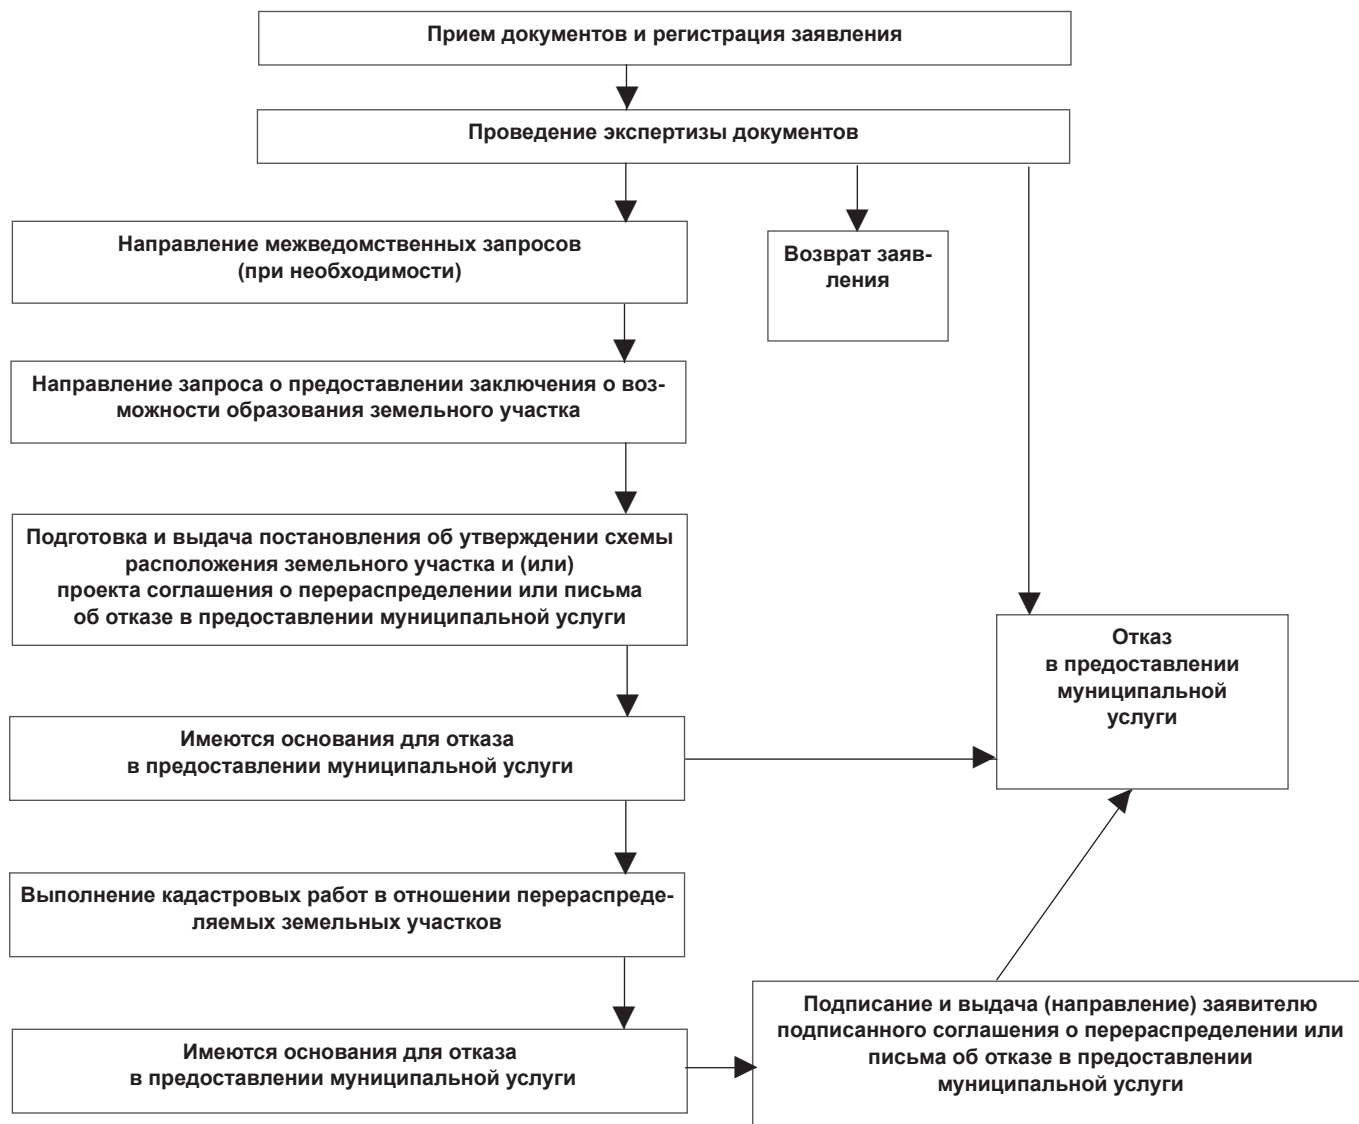 Прием документов и регистрация заявления
Проведение экспертизы документов
Направление межведомственных запросов
(при необходимости)
Возврат заяв-
ления
Направление запроса о предоставлении заключения о воз-
можности образования земельного участка
Подготовка и выдача постановления об утверждении схемы
расположения земельного участка и (или)
проекта соглашения о перераспределении или письма
об отказе в предоставлении муниципальной услуги
Отказ
в предоставлении
муниципальной
услуги
Имеются основания для отказа
в предоставлении муниципальной услуги
Выполнение кадастровых работ в отношении перераспреде-
ляемых земельных участков
Имеются основания для отказа
в предоставлении муниципальной услуги
Подписание и выдача (направление) заявителю
подписанного соглашения о перераспределении или
письма об отказе в предоставлении
муниципальной услуги